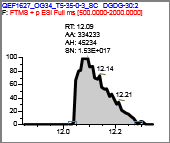 QEF1627_OG34_T5-35-0-3_SC DGDG-30:2
F: FTMS + p ESI Full ms [500.0000-2000.0000]
RT: 12.09
AA: 334233
AH: 45234
SN: 1.53E+017
100
80
60
40
20
0
12.14
12.21
12.0
12.2